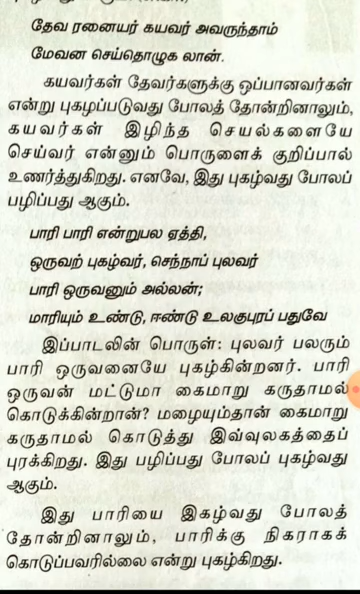 தேவ ரனையர் கயவர் அவருந்தாம்
மேவன செய்தொழுக லான்.
கயவர்கள் தேவர்களுக்கு ஒப்பானவர்கள்
என்று புகழப்படுவது போலத் தோன்றினாலும்,
கயவர்கள் இழிந்த செயல்களையே
செய்வர் என்னும் பொருளைக் குறிப்பால்
உணர்த்துகிறது. எனவே, இது புகழ்வது போலப்
பழிப்பது ஆகும்.
பாரி பாரி என்றுபல ஏத்தி,
ஒருவற் புகழ்வர், செந்நாப் புலவர்
பாரி ஒருவனும் அல்லன்;
மாரியும் உண்டு, ஈண்டு உலகுபுரப் பதுவே
இப்பாடலின் பொருள்: புலவர் பலரும்
பாரி ஒருவனையே புகழ்கின்றனர். பாரி
ஒருவன் மட்டுமா கைமாறு கருதாமல்
கொடுக்கின்றான்? மழையும்தான் கைமாறு
கருதாமல் கொடுத்து இவ்வுலகத்தைப்
புரக்கிறது. இது பழிப்பது போலப் புகழ்வது
ஆகும்.
இது பாரியை இகழ்வது போலத்
தோன்றினாலும், பாரிக்கு நிகராகக்
கொடுப்பவரில்லை என்று புகழ்கிறது.